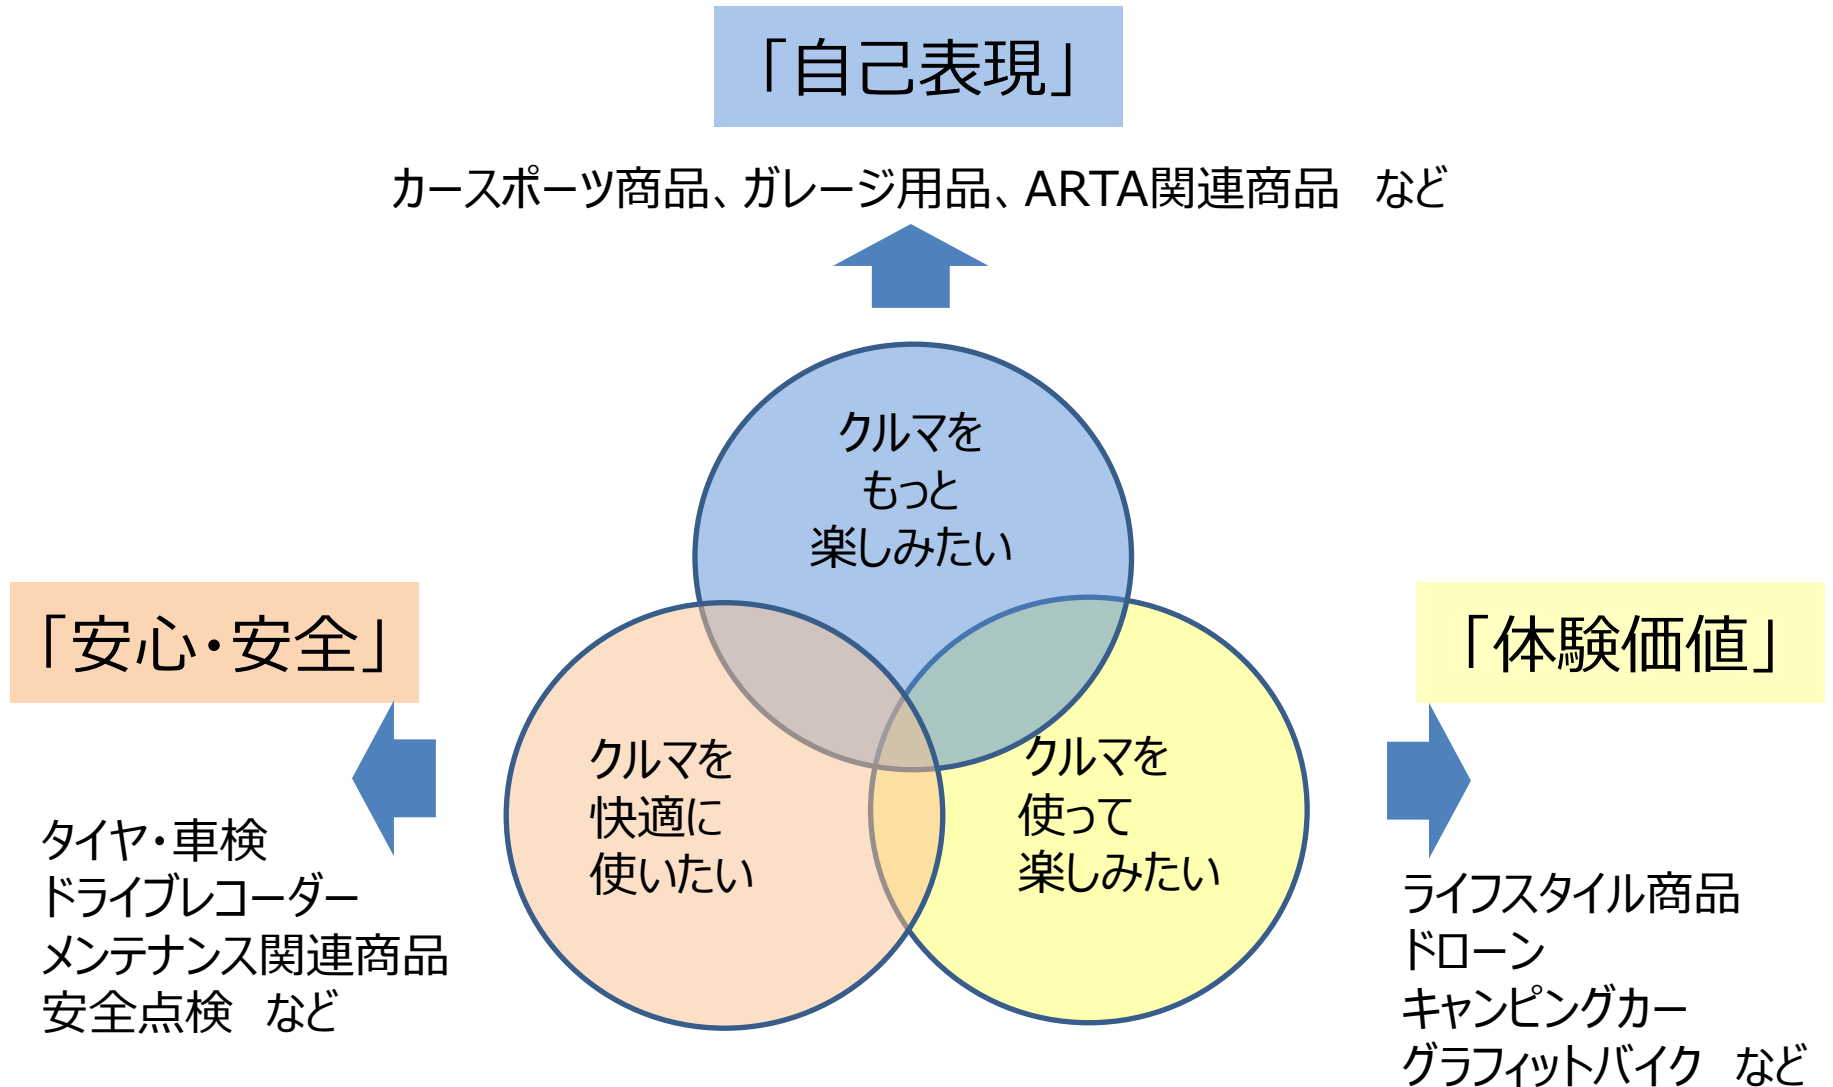 「自己表現」
カースポーツ商品、ガレージ用品、ARTA関連商品　など
クルマを
もっと
楽しみたい
「安心・安全」
「体験価値」
クルマを
快適に
使いたい
クルマを
使って
楽しみたい
タイヤ・車検
ドライブレコーダー
メンテナンス関連商品
安全点検　など
ライフスタイル商品
ドローン
キャンピングカー
グラフィットバイク　など